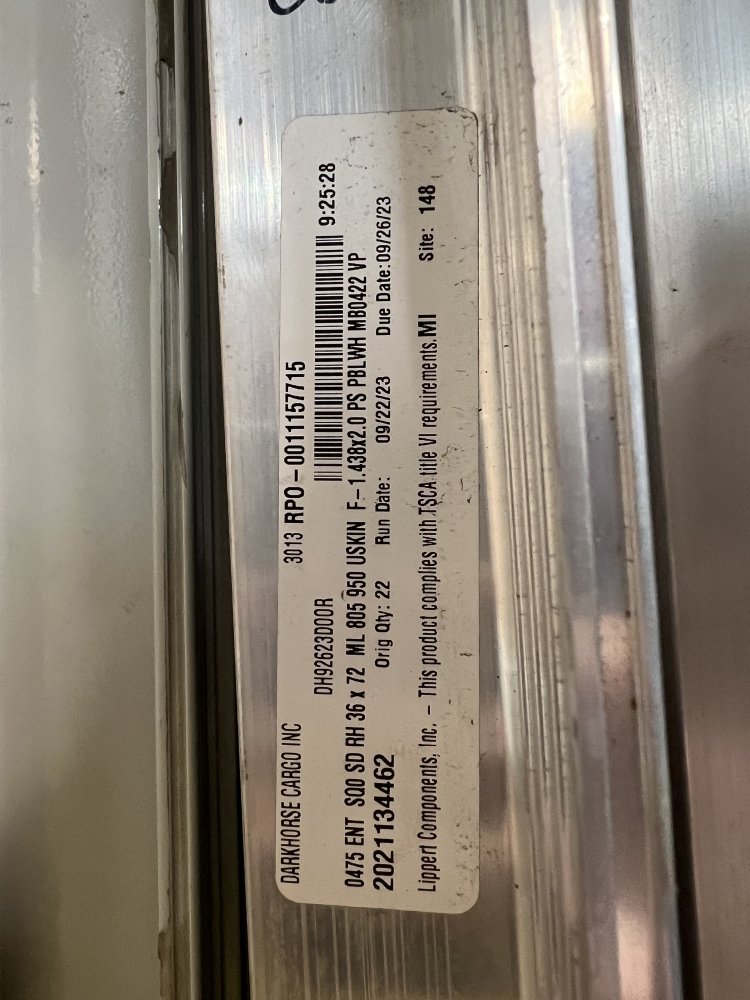 DARKHORSE CARGO INC 3013 RPO-0011157715
DH92623DOOR 9:25:28
0475 ENT SQD SD RH 36 x 72 ML 805 950 USKIN F-1.438x2.0 PS PBLWH MB0422 VP
2021134462 Orig Qty: 22 Run Date: 09/22/23 Due Date:09/26/23
Lippert Components, Inc. - This product complies with TSCA title VI requirements.MI Site: 148